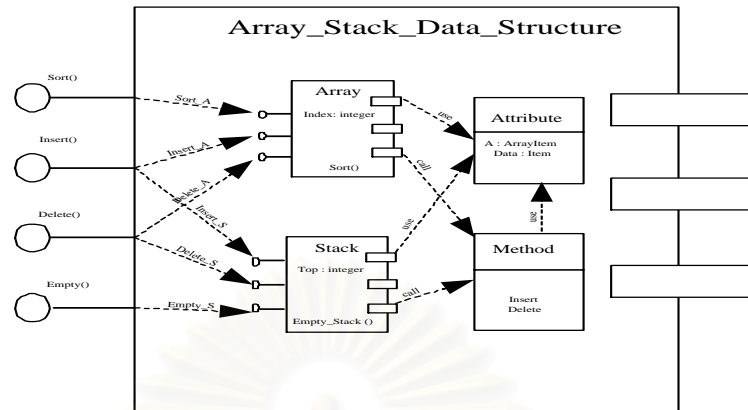 Array_Stack_Data_Structure
Sort()
Insert()
Delete()
Empty()
Sort_A
Insert_A
Delete_A
Insert_S
Delete_S
Empty_S
Array
Index: integer
Sort()
Stack
Top : integer
Empty_Stack ()
use
call
use
call
Attribute
A : ArrayItem
Data : Item
use
Method
Insert
Delete